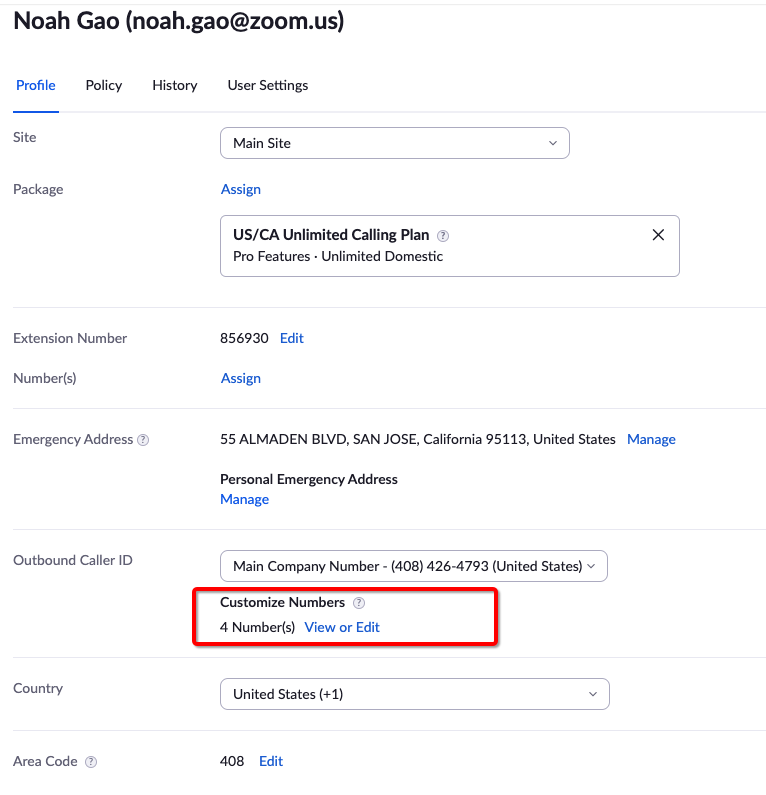 Noah Gao (noah.gao@zoom.us)
Profile Policy History User Settings
Site Main Site
Package Assign
US/CA Unlimited Calling Plan ?
Pro Features · Unlimited Domestic
Extension Number 856930 Edit
Number(s) Assign
Emergency Address ? 55 ALMADEN BLVD, SAN JOSE, California 95113, United States Manage
Personal Emergency Address
Manage
Outbound Caller ID Main Company Number - (408) 426-4793 (United States)
Customize Numbers ?
4 Number(s) View or Edit
Country United States (+1)
Area Code ? 408 Edit